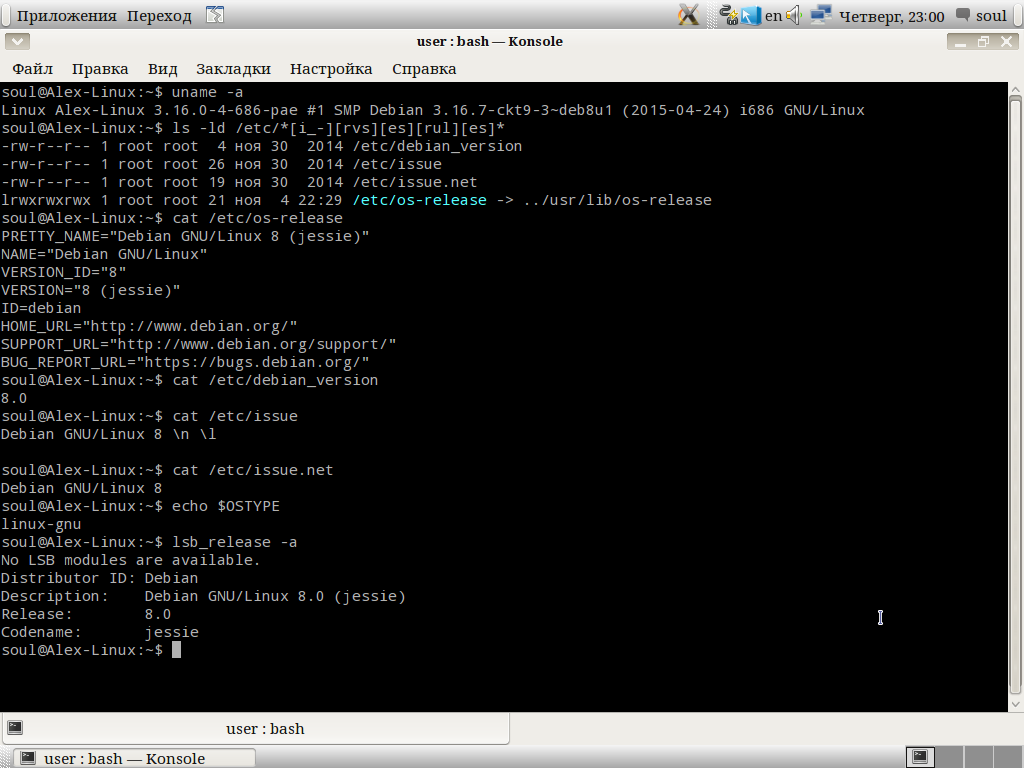 Приложения Переход en Четверг, 23:00 soul
user : bash — Konsole
Файл Правка Вид Закладки Настройка Справка
soul@Alex-Linux:~$ uname -a
Linux Alex-Linux 3.16.0-4-686-pae #1 SMP Debian 3.16.7-ckt9-3~deb8u1 (2015-04-24) i686 GNU/Linux
soul@Alex-Linux:~$ ls -ld /etc/*[i_-][rvs][es][rul][es]*
-rw-r--r-- 1 root root  4 ноя 30  2014 /etc/debian_version
-rw-r--r-- 1 root root 26 ноя 30  2014 /etc/issue
-rw-r--r-- 1 root root 19 ноя 30  2014 /etc/issue.net
lrwxrwxrwx 1 root root 21 ноя  4 22:29 /etc/os-release -> ../usr/lib/os-release
soul@Alex-Linux:~$ cat /etc/os-release
PRETTY_NAME="Debian GNU/Linux 8 (jessie)"
NAME="Debian GNU/Linux"
VERSION_ID="8"
VERSION="8 (jessie)"
ID=debian
HOME_URL="http://www.debian.org/"
SUPPORT_URL="http://www.debian.org/support/"
BUG_REPORT_URL="https://bugs.debian.org/"
soul@Alex-Linux:~$ cat /etc/debian_version
8.0
soul@Alex-Linux:~$ cat /etc/issue
Debian GNU/Linux 8 \n \l
soul@Alex-Linux:~$ cat /etc/issue.net
Debian GNU/Linux 8
soul@Alex-Linux:~$ echo $OSTYPE
linux-gnu
soul@Alex-Linux:~$ lsb_release -a
No LSB modules are available.
Distributor ID: Debian
Description:    Debian GNU/Linux 8.0 (jessie)
Release:        8.0
Codename:       jessie
soul@Alex-Linux:~$
user : bash
user : bash — Konsole